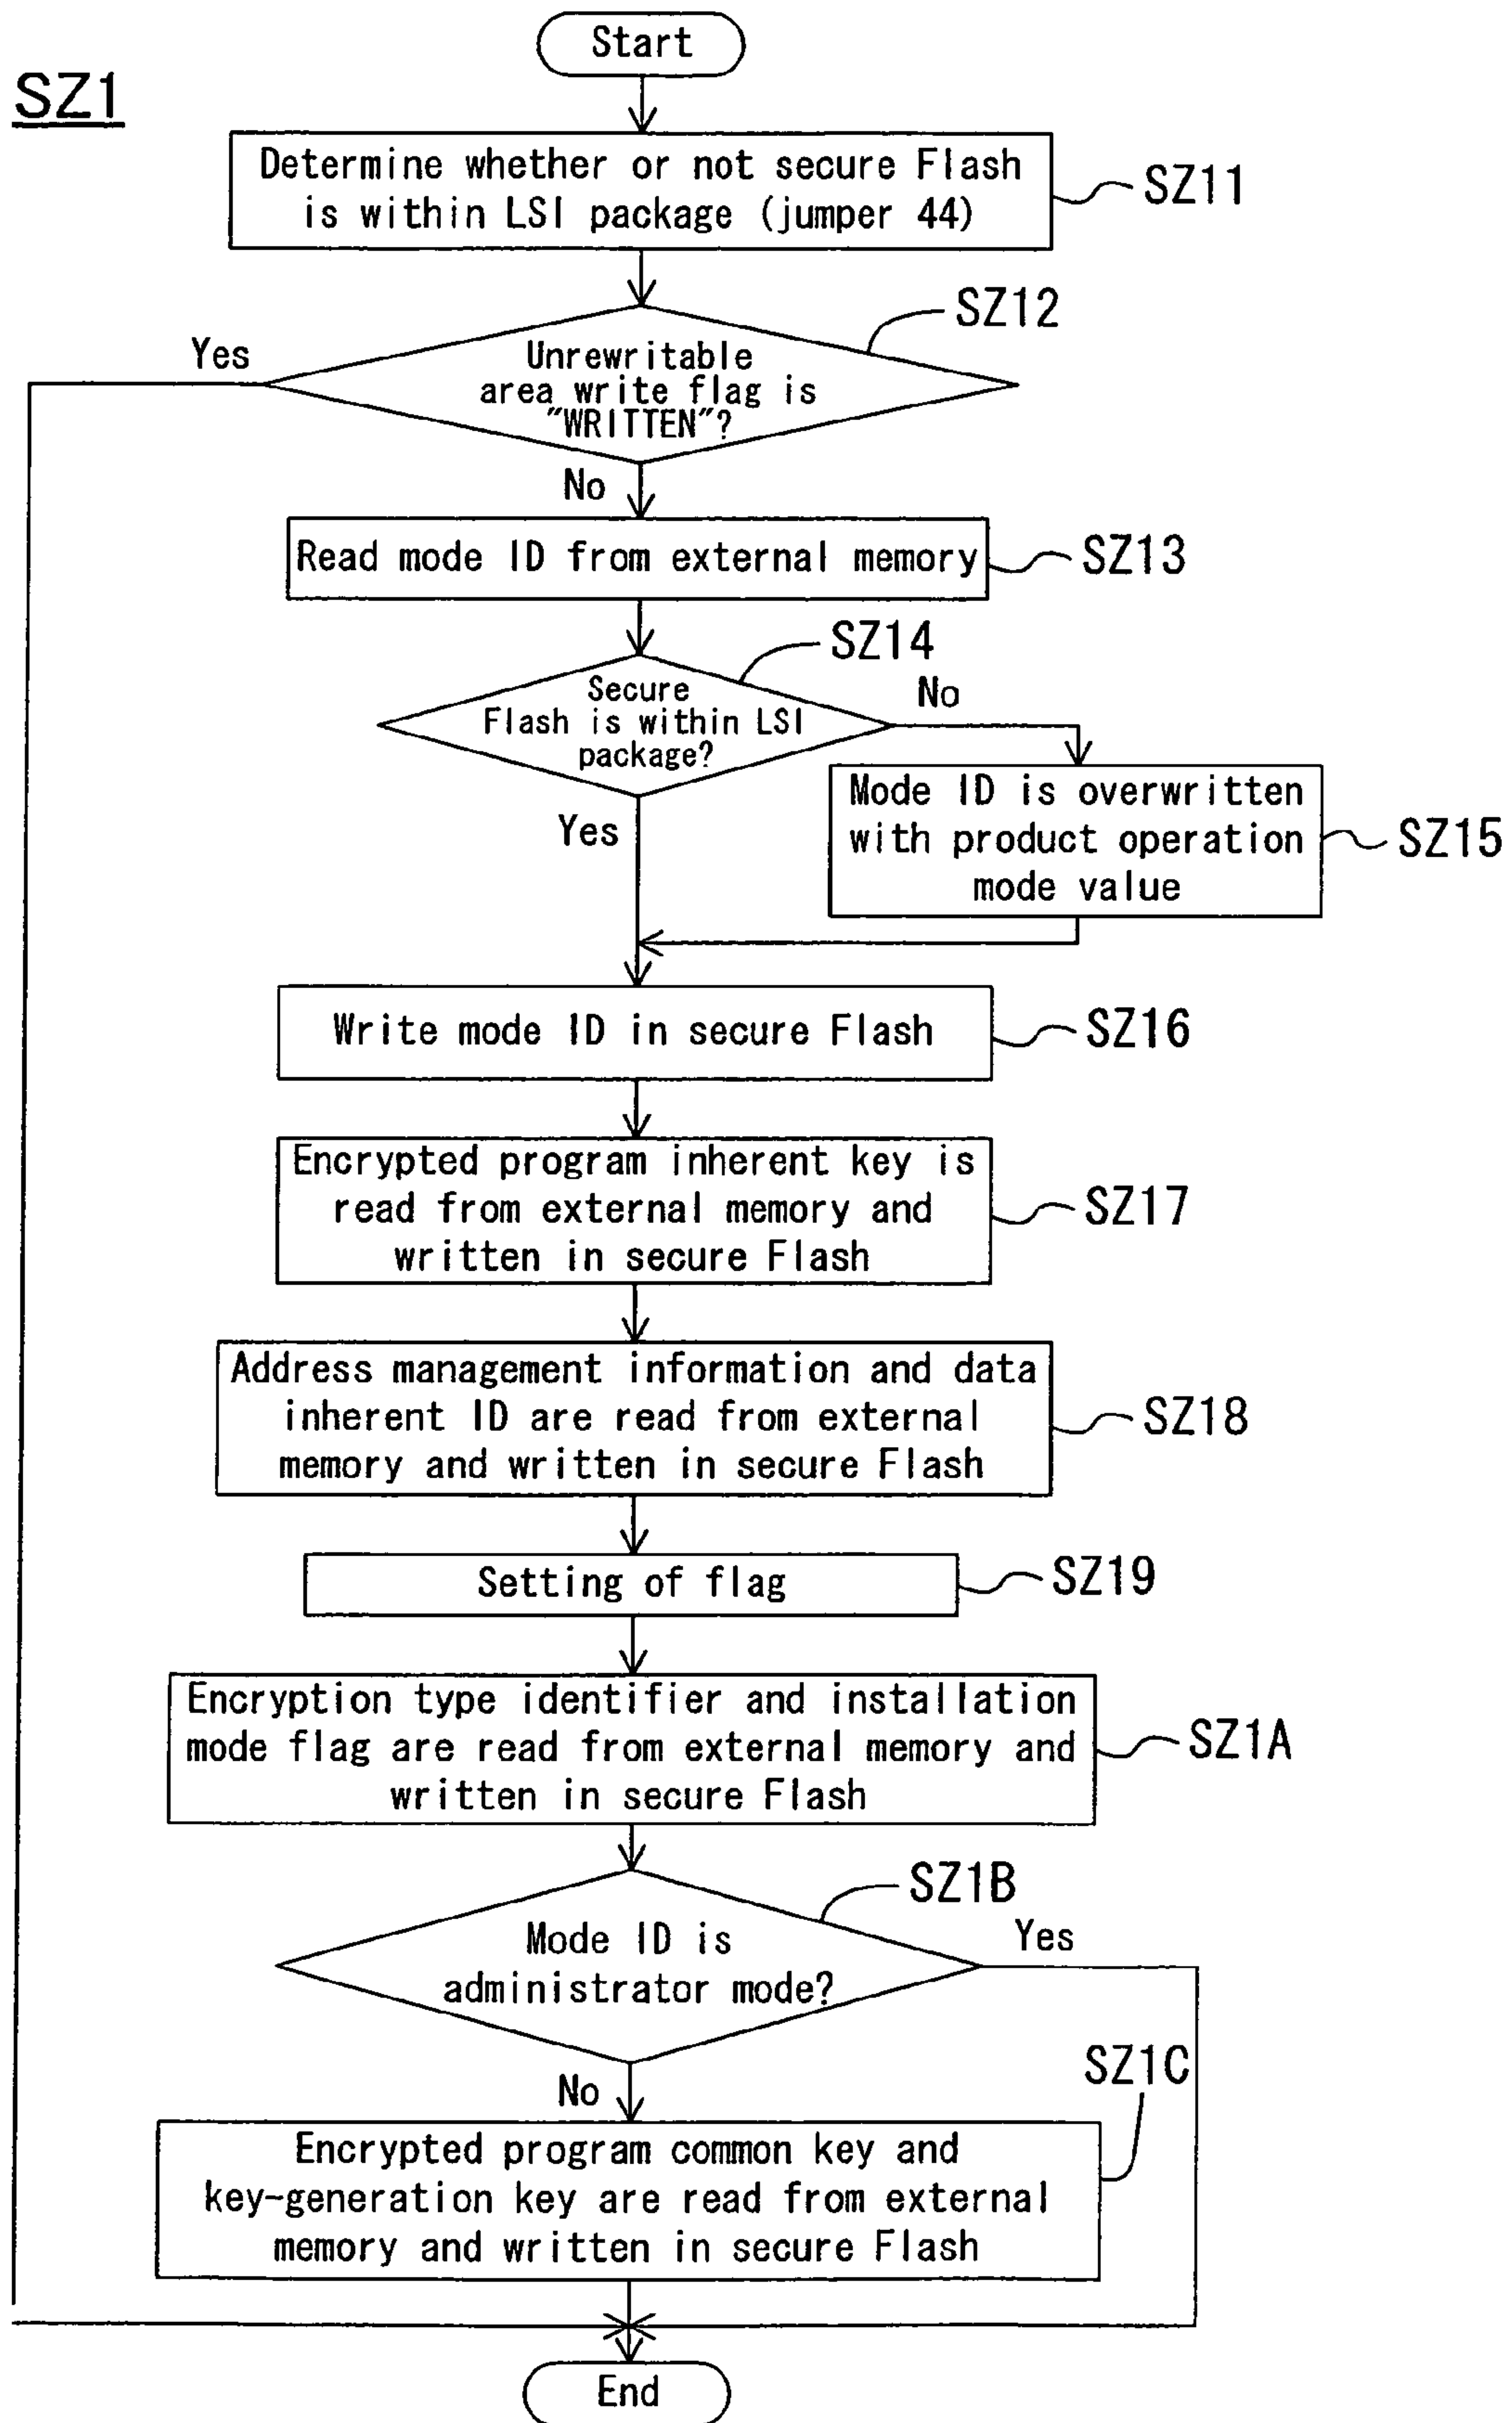 Start
SZ1
Determine whether or not secure Flash
is within LSI package (jumper 44)
SZ11
SZ12
Yes
Unrewritable
area write flag is
"WRITTEN"?
No
Read mode ID from external memory
SZ13
SZ14
Secure
Flash is within LSI
package?
No
Yes
Mode ID is overwritten
with product operation
mode value
SZ15
Write mode ID in secure Flash
SZ16
Encrypted program inherent key is
read from external memory and
written in secure Flash
SZ17
Address management information and data
inherent ID are read from external
memory and written in secure Flash
SZ18
Setting of flag
SZ19
Encryption type identifier and installation
mode flag are read from external memory and
written in secure Flash
SZ1A
SZ1B
Mode ID is
administrator mode?
Yes
No
SZ1C
Encrypted program common key and
key-generation key are read from external
memory and written in secure Flash
End